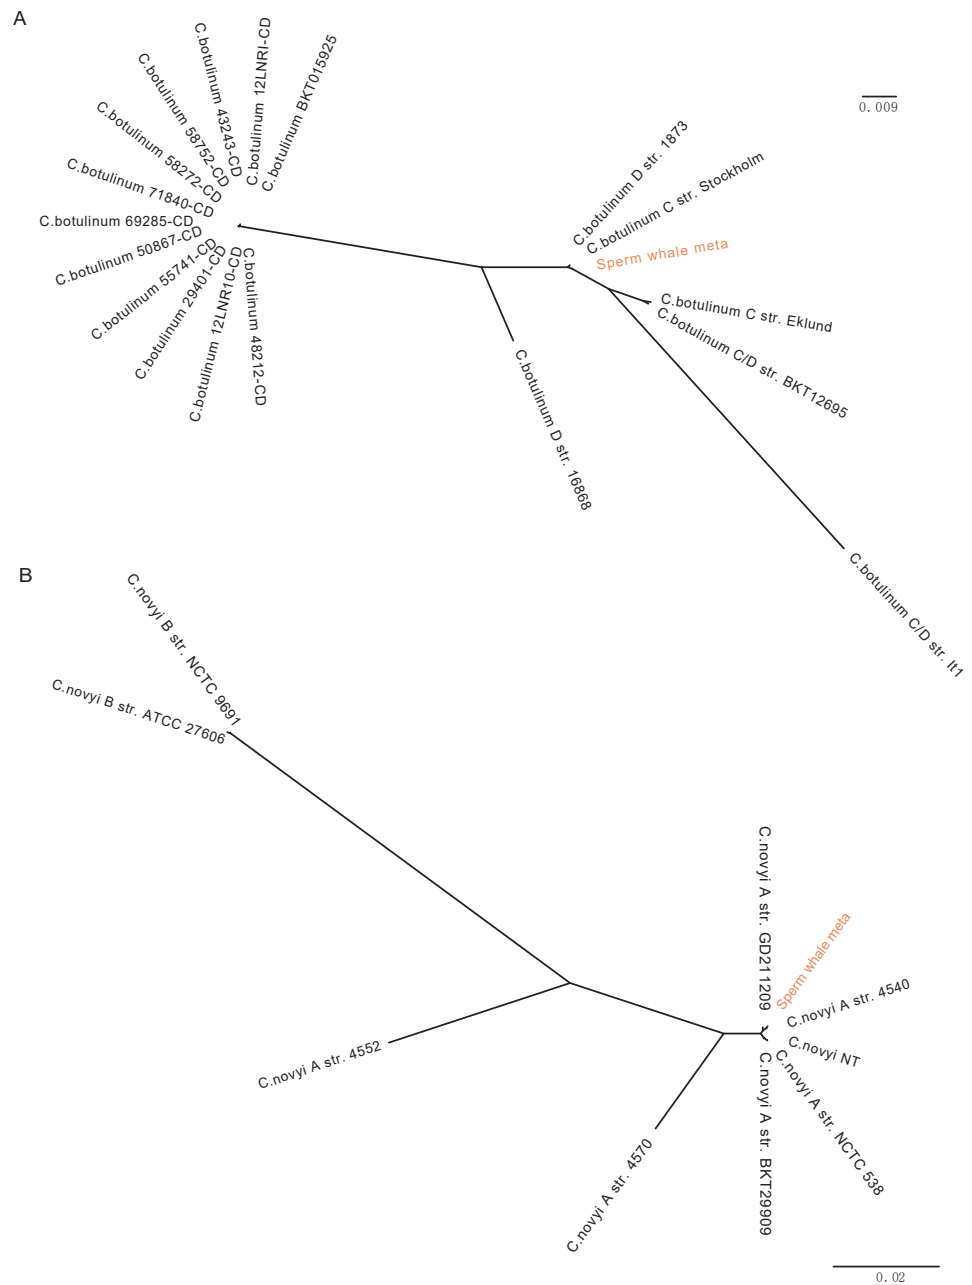 A
C.botulinum 12LNRI-CD
C.botulinum BKT015925
C.botulinum 43243-CD
C.botulinum 58752-CD
C.botulinum 58272-CD
C.botulinum 71840-CD
C.botulinum 69285-CD
C.botulinum 50867-CD
C.botulinum 55741-CD
C.botulinum 29401-CD
C.botulinum 12LNR10-CD
C.botulinum 48212-CD
0.009
C.botulinum D str. 1873
C.botulinum C str. Stockholm
Sperm whale meta
C.botulinum C str. Eklund
C.botulinum C/D str. BKT12695
C.botulinum D str. 16868
C.botulinum C/D str. It1
B
C.novyi B str. NCTC 9691
C.novyi B str. ATCC 27606
C.novyi A str. GD211209
Sperm whale meta
C.novyi A str. 4540
C.novyi NT
C.novyi A str. NCTC 538
C.novyi A str. BKT29909
C.novyi A str. 4552
C.novyi A str. 4570
0.02